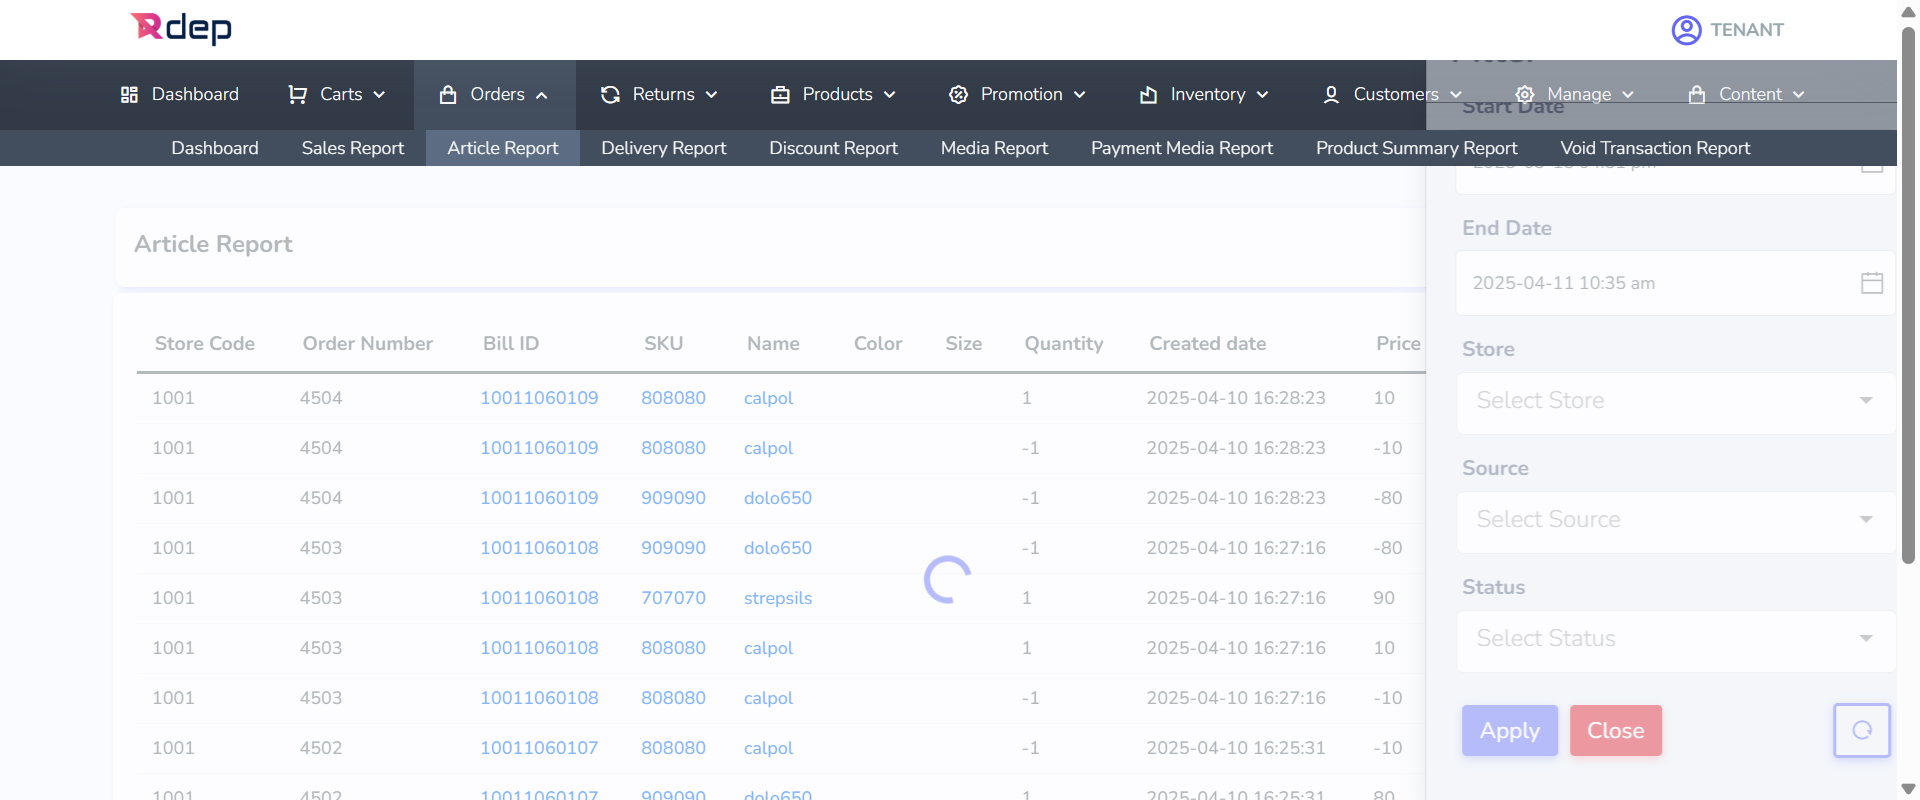 Rdep
TENANT
Dashboard Carts Orders Returns Products Promotion Inventory Customers Manage Content
Start Date
Dashboard Sales Report Article Report Delivery Report Discount Report Media Report Payment Media Report Product Summary Report Void Transaction Report
End Date
2025-04-11 10:35 am
Store
Select Store
Source
Select Source
Status
Select Status
Apply Close
Article Report
Store Code Order Number Bill ID SKU Name Color Size Quantity Created date Price
1001 4504 10011060109 808080 calpol 1 2025-04-10 16:28:23 10
1001 4504 10011060109 808080 calpol -1 2025-04-10 16:28:23 -10
1001 4504 10011060109 909090 dolo650 -1 2025-04-10 16:28:23 -80
1001 4503 10011060108 909090 dolo650 -1 2025-04-10 16:27:16 -80
1001 4503 10011060108 707070 strepsils 1 2025-04-10 16:27:16 90
1001 4503 10011060108 808080 calpol 1 2025-04-10 16:27:16 10
1001 4503 10011060108 808080 calpol -1 2025-04-10 16:27:16 -10
1001 4502 10011060107 808080 calpol -1 2025-04-10 16:25:31 -10
1001 4502 10011060107 909090 dolo650 1 2025-04-10 16:25:31 80